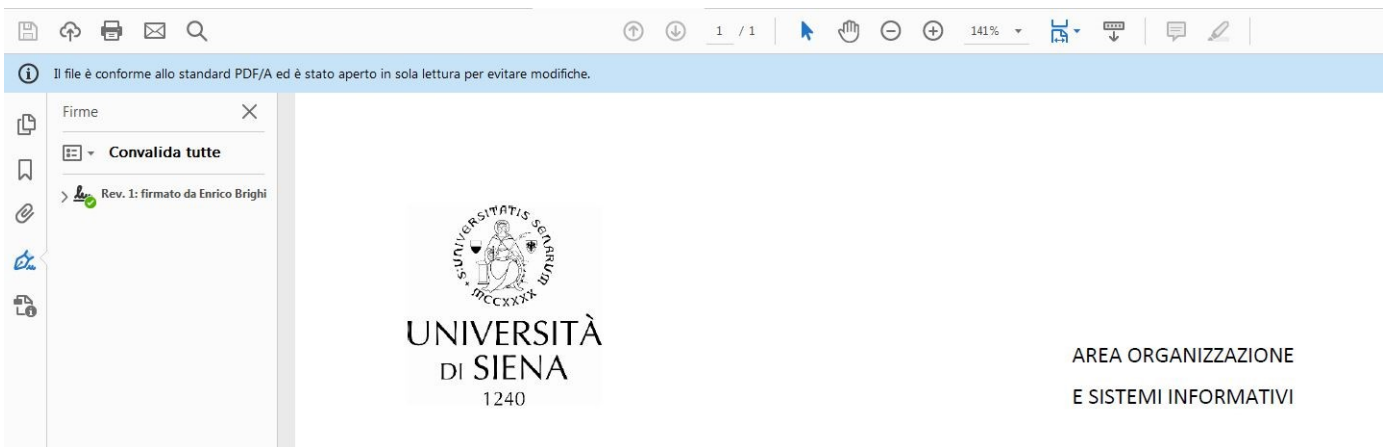 1 / 1
141%
Il file è conforme allo standard PDF/A ed è stato aperto in sola lettura per evitare modifiche.
Firme
Convalida tutte
Rev. 1: firmato da Enrico Brighi
S:UNIVERSITATIS SENARUM
MCCXXXX
UNIVERSITÀ
DI SIENA
1240
AREA ORGANIZZAZIONE
E SISTEMI INFORMATIVI